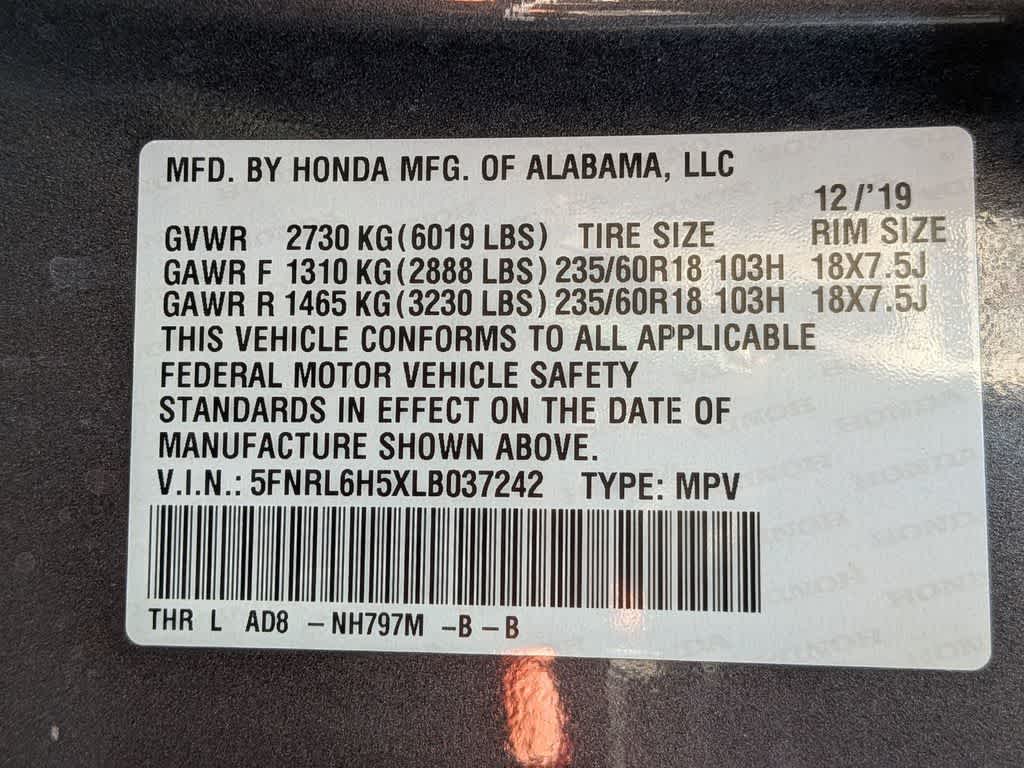 MFD. BY HONDA MFG. OF ALABAMA, LLC
12/'19
GVWR 2730 KG(6019 LBS) TIRE SIZE RIM SIZE
GAWR F 1310 KG(2888 LBS) 235/60R18 103H 18X7.5J
GAWR R 1465 KG(3230 LBS) 235/60R18 103H 18X7.5J
THIS VEHICLE CONFORMS TO ALL APPLICABLE
FEDERAL MOTOR VEHICLE SAFETY
STANDARDS IN EFFECT ON THE DATE OF
MANUFACTURE SHOWN ABOVE.
V.I.N.: 5FNRL6H5XLB037242 TYPE: MPV
THR L AD8 -NH797M -B -B